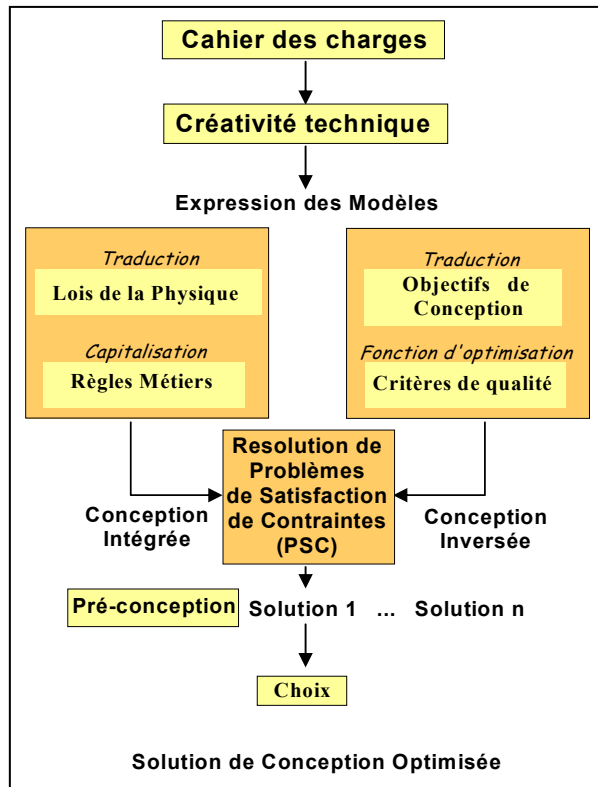 Cahier des charges
Créativité technique
Expression des Modèles
Traduction
Lois de la Physique
Capitalisation
Règles Métiers
Traduction
Objectifs de
Conception
Fonction d'optimisation
Critères de qualité
Resolution de
Problèmes
de Satisfaction
de Contraintes
(PSC)
Conception
Intégrée
Conception
Inversée
Pré-conception Solution 1 ... Solution n
Choix
Solution de Conception Optimisée